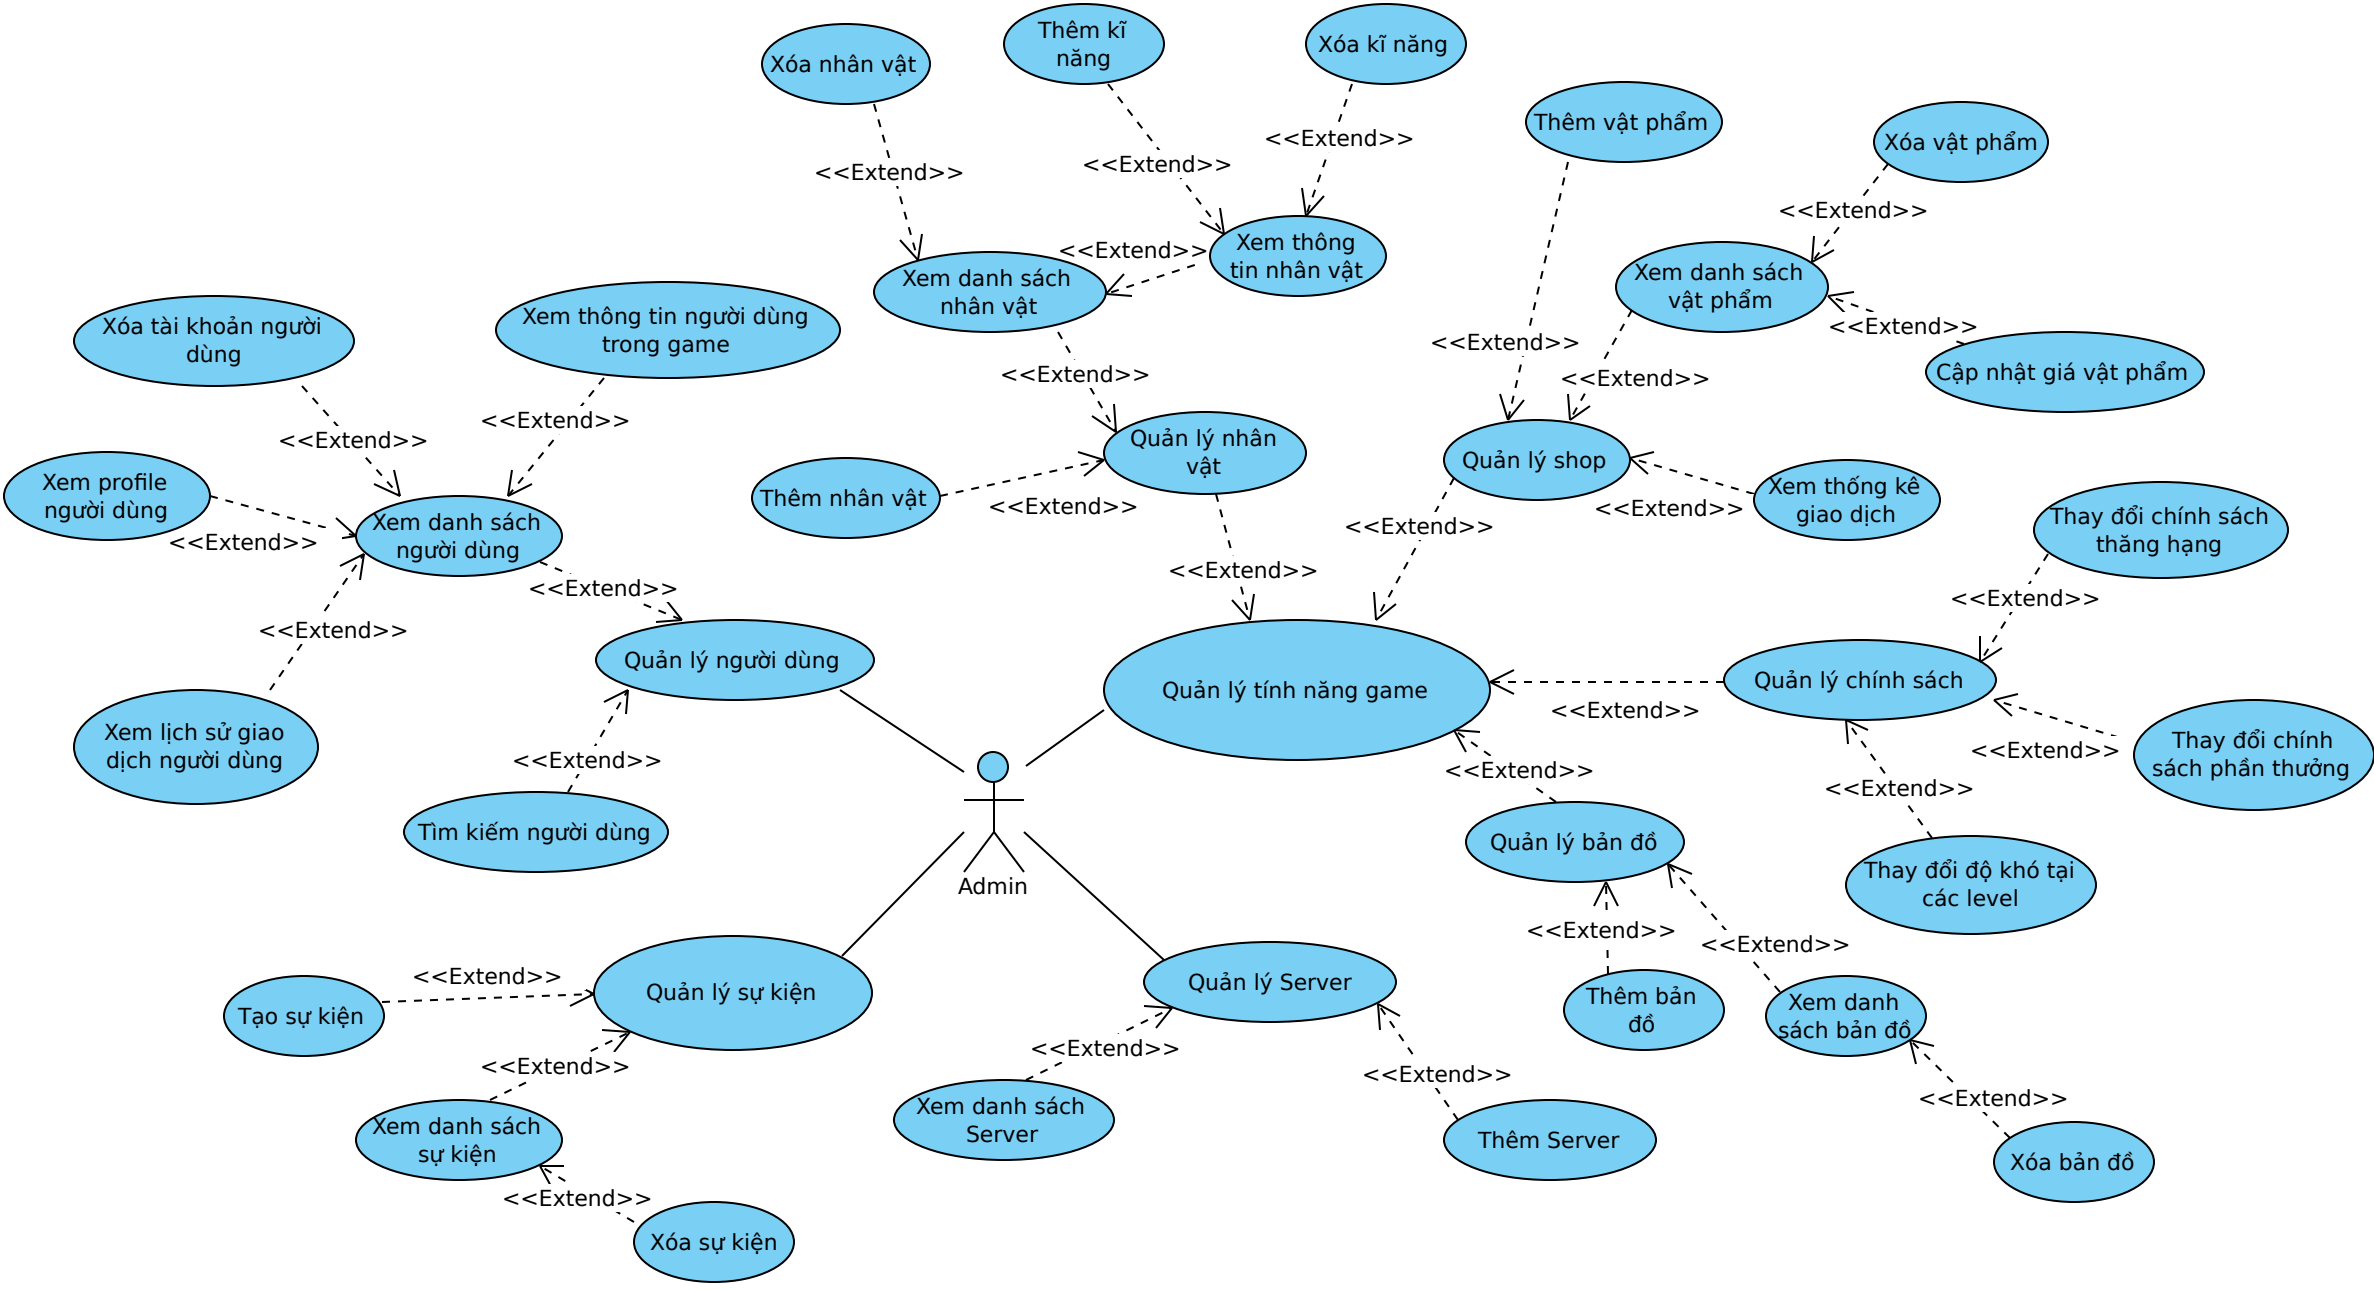 Xóa nhân vật
Thêm kĩ
năng
Xóa kĩ năng
Thêm vật phẩm
Xóa vật phẩm
<<Extend>>
<<Extend>>
<<Extend>>
<<Extend>>
<<Extend>>
Xem danh sách
nhân vật
Xem thông
tin nhân vật
Xem danh sách
vật phẩm
Xóa tài khoản người
dùng
Xem thông tin người dùng
trong game
<<Extend>>
<<Extend>>
<<Extend>>
<<Extend>>
Cập nhật giá vật phẩm
<<Extend>>
<<Extend>>
Quản lý nhân
vật
Quản lý shop
Xem profile
người dùng
Thêm nhân vật
<<Extend>>
<<Extend>>
Xem thống kê
giao dịch
Thay đổi chính sách
thăng hạng
<<Extend>>
Xem danh sách
người dùng
<<Extend>>
<<Extend>>
<<Extend>>
<<Extend>>
<<Extend>>
Quản lý người dùng
Quản lý tính năng game
Quản lý chính sách
<<Extend>>
Xem lịch sử giao
dịch người dùng
<<Extend>>
<<Extend>>
<<Extend>>
Thay đổi chính
sách phần thưởng
<<Extend>>
Tìm kiếm người dùng
Admin
Quản lý bản đồ
Thay đổi độ khó tại
các level
<<Extend>>
<<Extend>>
<<Extend>>
Tạo sự kiện
Quản lý sự kiện
Quản lý Server
Thêm bản
đồ
Xem danh
sách bản đồ
<<Extend>>
<<Extend>>
<<Extend>>
<<Extend>>
Xem danh sách
sự kiện
Xem danh sách
Server
Thêm Server
Xóa bản đồ
<<Extend>>
Xóa sự kiện